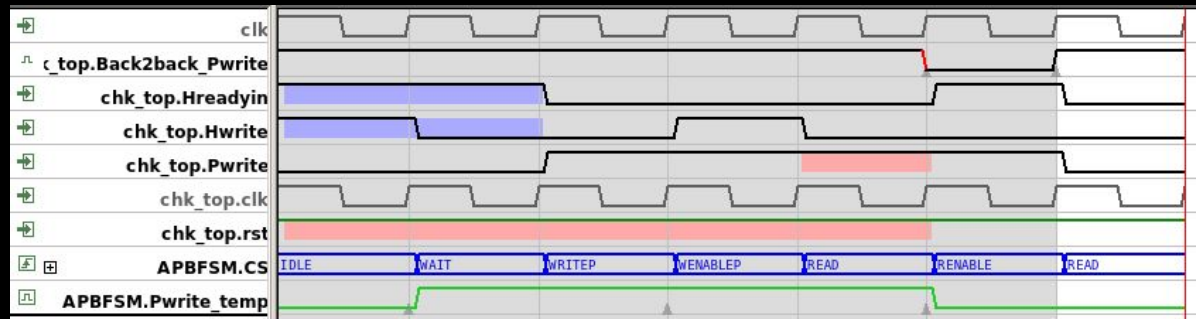 clk
k_top.Back2back_Pwrite
chk_top.Hreadyin
chk_top.Hwrite
chk_top.Pwrite
chk_top.clk
chk_top.rst
APBFSM.CS IDLE WAIT WRITEP WENABLEP READ RENABLE READ
APBFSM.Pwrite_temp